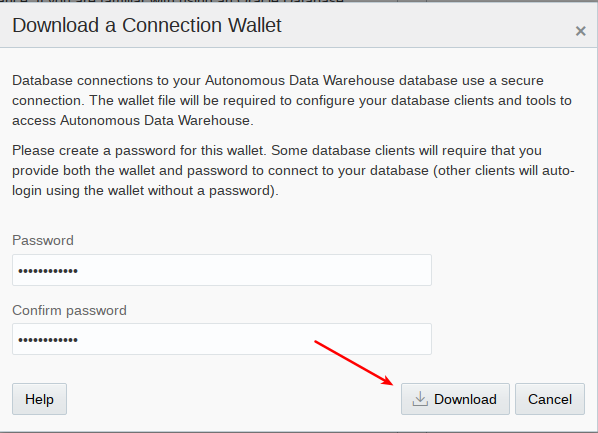 Download a Connection Wallet
×
Database connections to your Autonomous Data Warehouse database use a secure
connection. The wallet file will be required to configure your database clients and tools to
access Autonomous Data Warehouse.
Please create a password for this wallet. Some database clients will require that you
provide both the wallet and password to connect to your database (other clients will auto-
login using the wallet without a password).
Password
••••••••••••
Confirm password
••••••••••••
Help
Download
Cancel